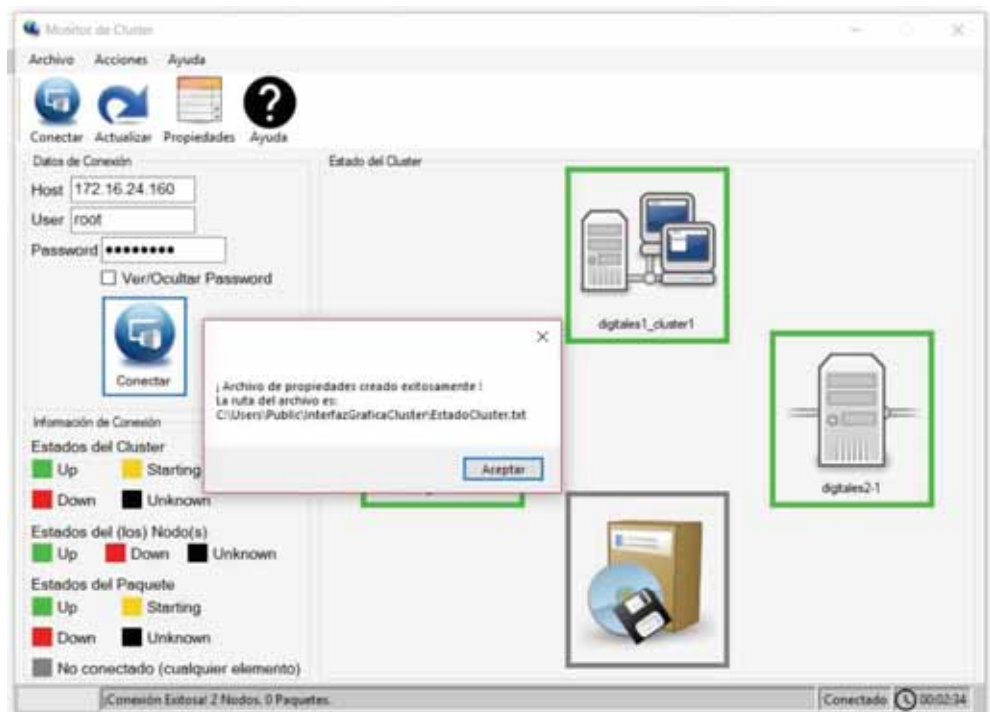 Monitor de Cluster
Archivo Acciones Ayuda
Conectar Actualizar Propiedades Ayuda
Datos de Conexión
Host 172.16.24.160
User root
Password ●●●●●●●●
Ver/Ocultar Password
Conectar
Información de Conexión
Estados del Cluster
Up Starting
Down Unknown
Estados del (los) Nodo(s)
Up Down Unknown
Estados del Paquete
Up Starting
Down Unknown
No conectado (cualquier elemento)
Estado del Cluster
digitales1_cluster1
digitales2-1
¡ Archivo de propiedades creado exitosamente !
La ruta del archivo es:
C:\Users\Public\InterfazGraficaCluster\EstadoCluster.txt
Aceptar
¡Conexión Exitosa! 2 Nodos. 0 Paquetes.
Conectado 00:02:34